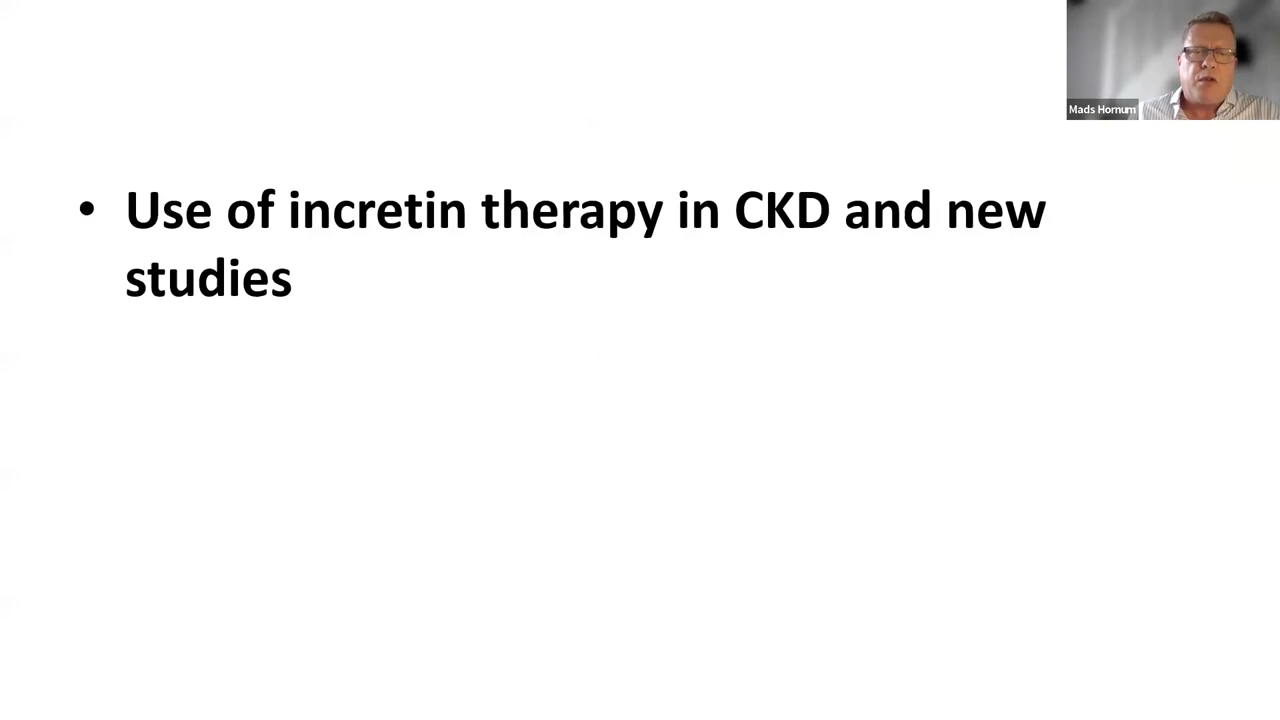 • Use of incretin therapy in CKD and new
studies
Mads Hornum